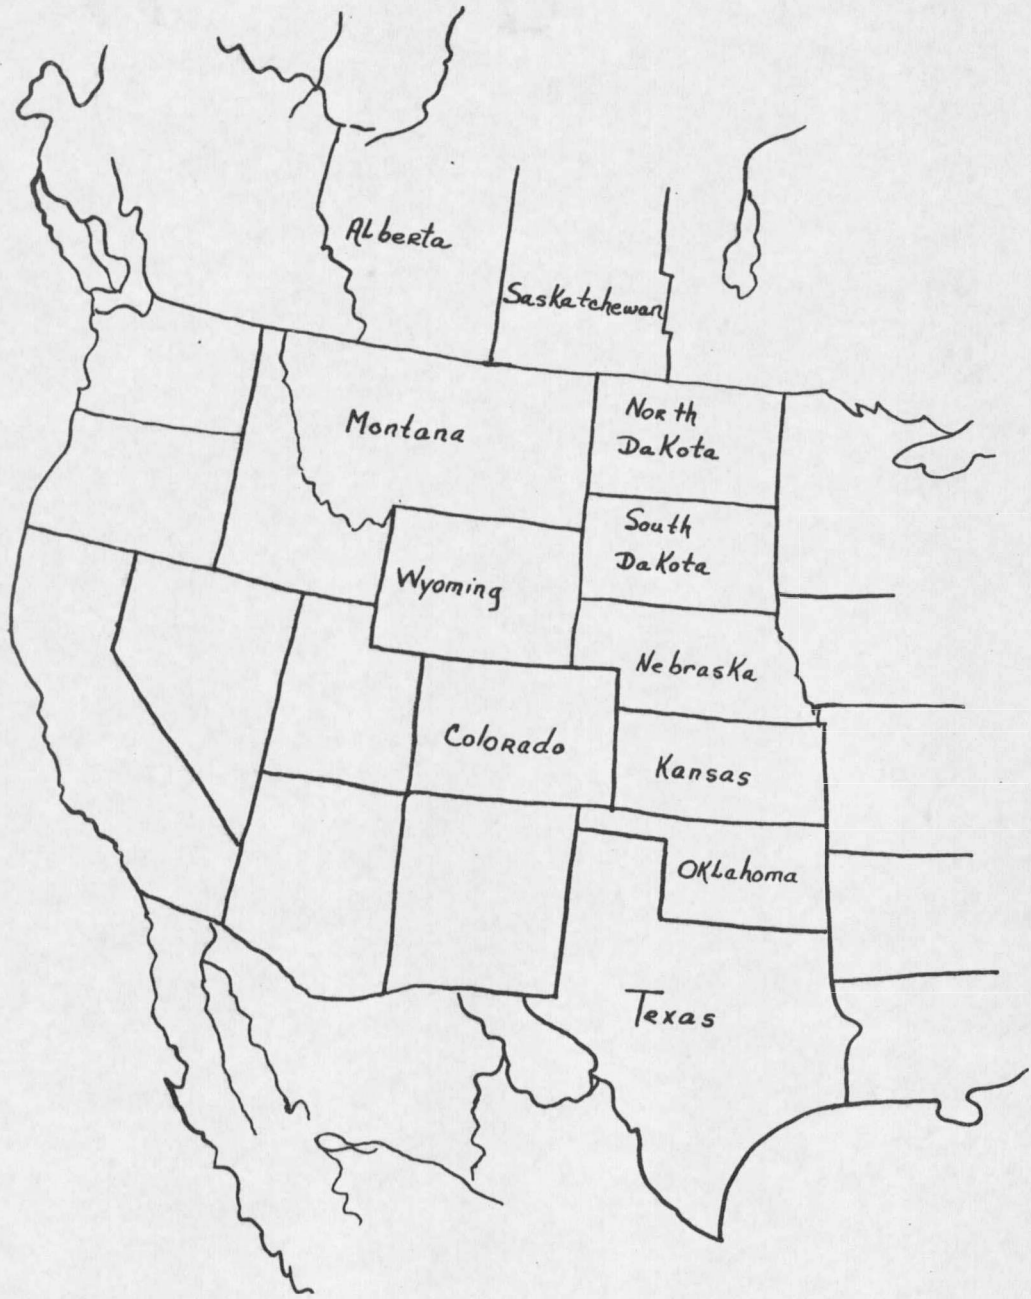 Alberta
Saskatchewan
Montana
North
Dakota
South
Dakota
Wyoming
Nebraska
Colorado
Kansas
Oklahoma
Texas